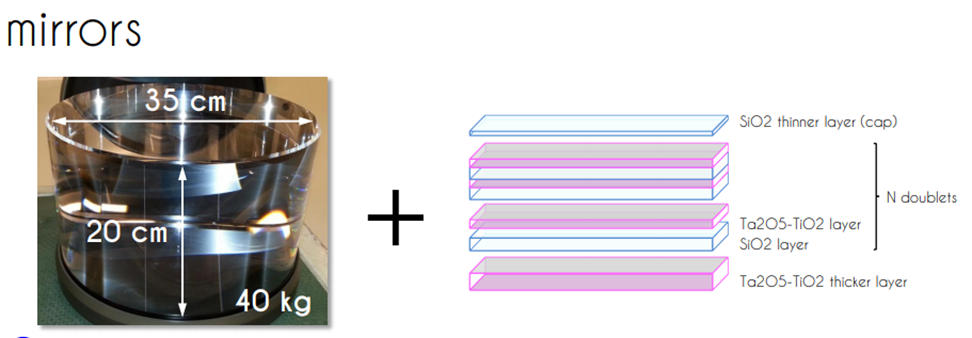 mirrors
35 cm
20 cm
40 kg
SiO2 thinner layer (cap)
N doublets
Ta2O5-TiO2 layer
SiO2 layer
Ta2O5-TiO2 thicker layer